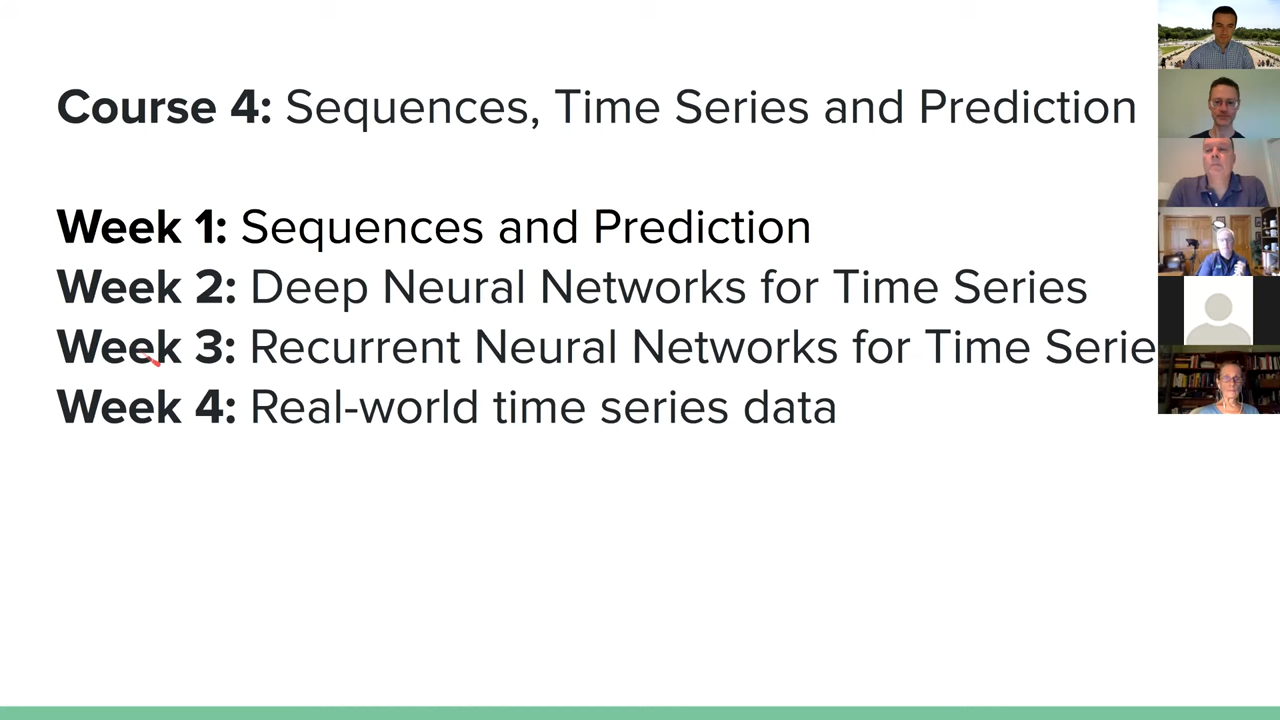 Course 4: Sequences, Time Series and Prediction
Week 1: Sequences and Prediction
Week 2: Deep Neural Networks for Time Series
Week 3: Recurrent Neural Networks for Time Serie
Week 4: Real-world time series data